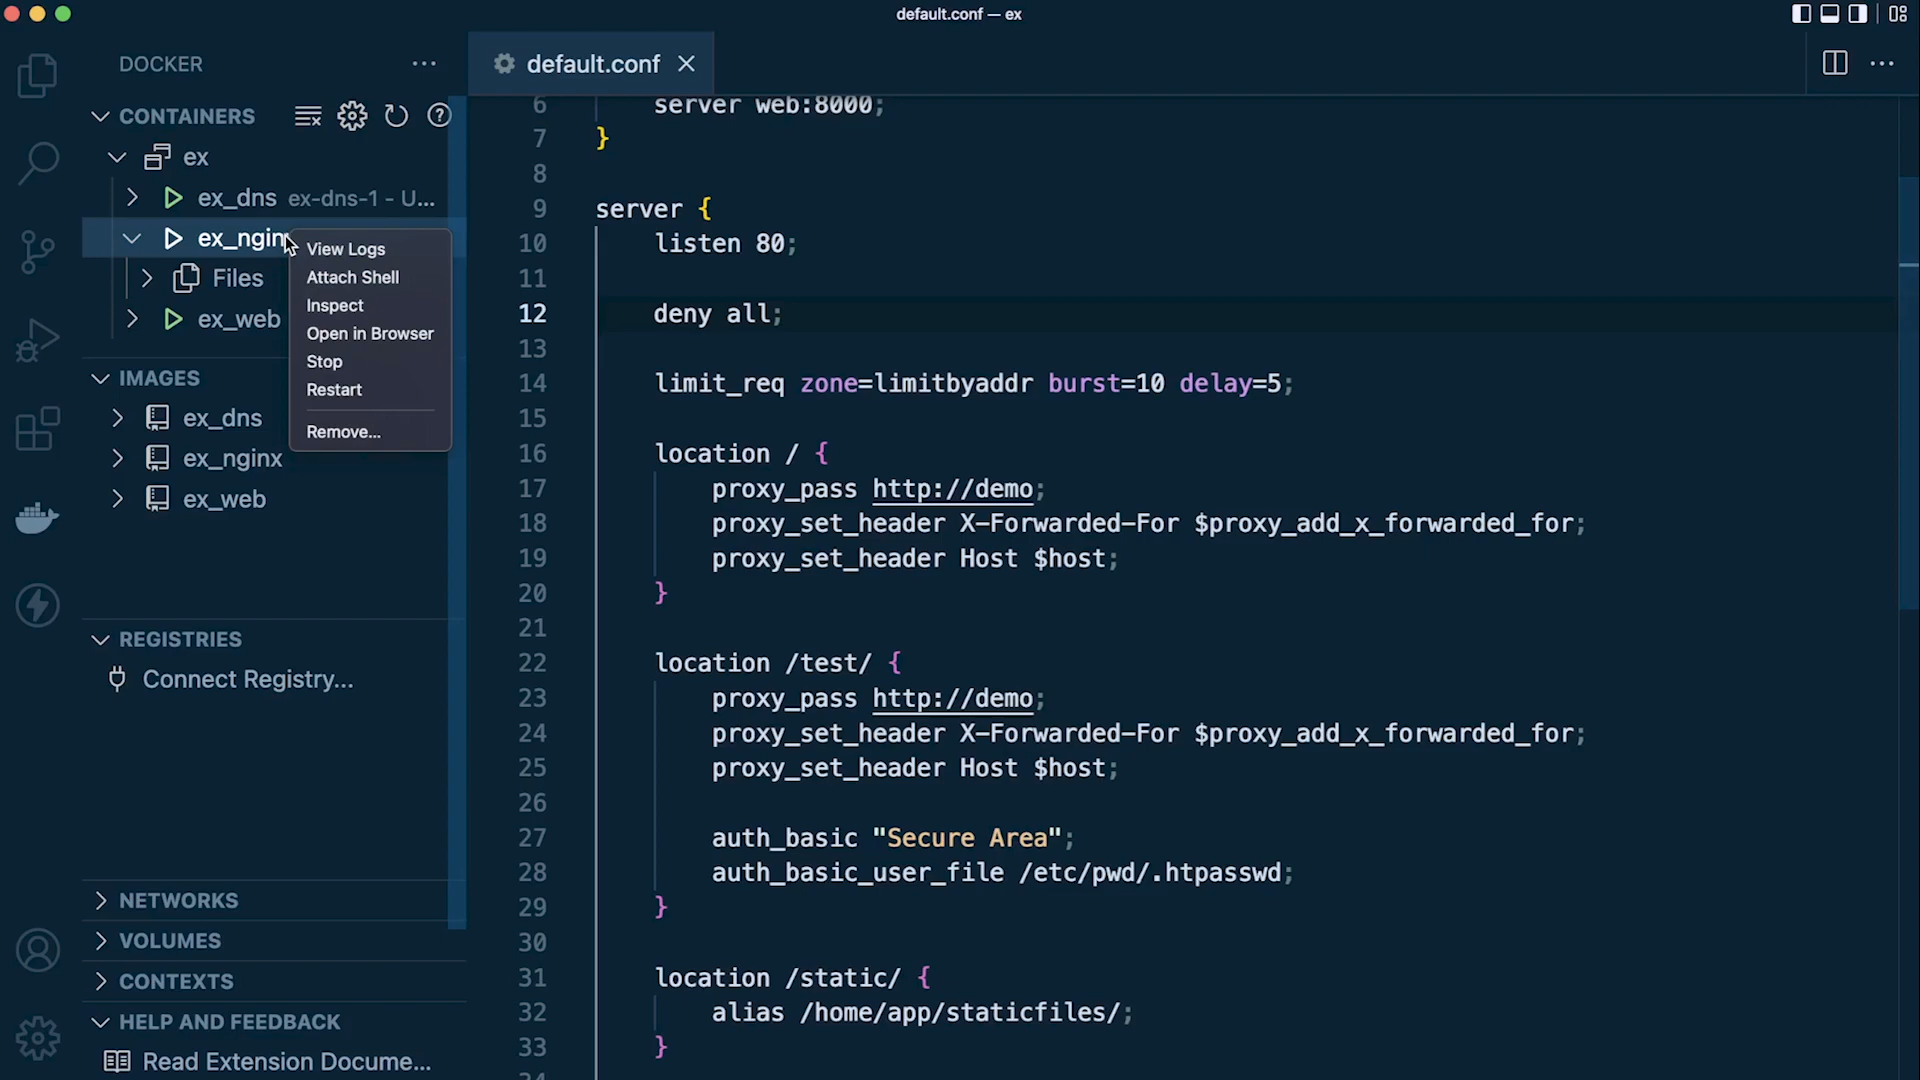 default.conf — ex
DOCKER
default.conf
CONTAINERS
ex
ex_dns ex-dns-1 - U...
ex_ngin
Files
ex_web
View Logs
Attach Shell
Inspect
Open in Browser
Stop
Restart
Remove...
IMAGES
ex_dns
ex_nginx
ex_web
REGISTRIES
Connect Registry...
NETWORKS
VOLUMES
CONTEXTS
HELP AND FEEDBACK
Read Extension Docume...
6 server web:8000;
7 }
8
9 server {
10 listen 80;
11
12 deny all;
13
14 limit_req zone=limitbyaddr burst=10 delay=5;
15
16 location / {
17 proxy_pass http://demo;
18 proxy_set_header X-Forwarded-For $proxy_add_x_forwarded_for;
19 proxy_set_header Host $host;
20 }
21
22 location /test/ {
23 proxy_pass http://demo;
24 proxy_set_header X-Forwarded-For $proxy_add_x_forwarded_for;
25 proxy_set_header Host $host;
26
27 auth_basic "Secure Area";
28 auth_basic_user_file /etc/pwd/.htpasswd;
29 }
30
31 location /static/ {
32 alias /home/app/staticfiles/;
33 }